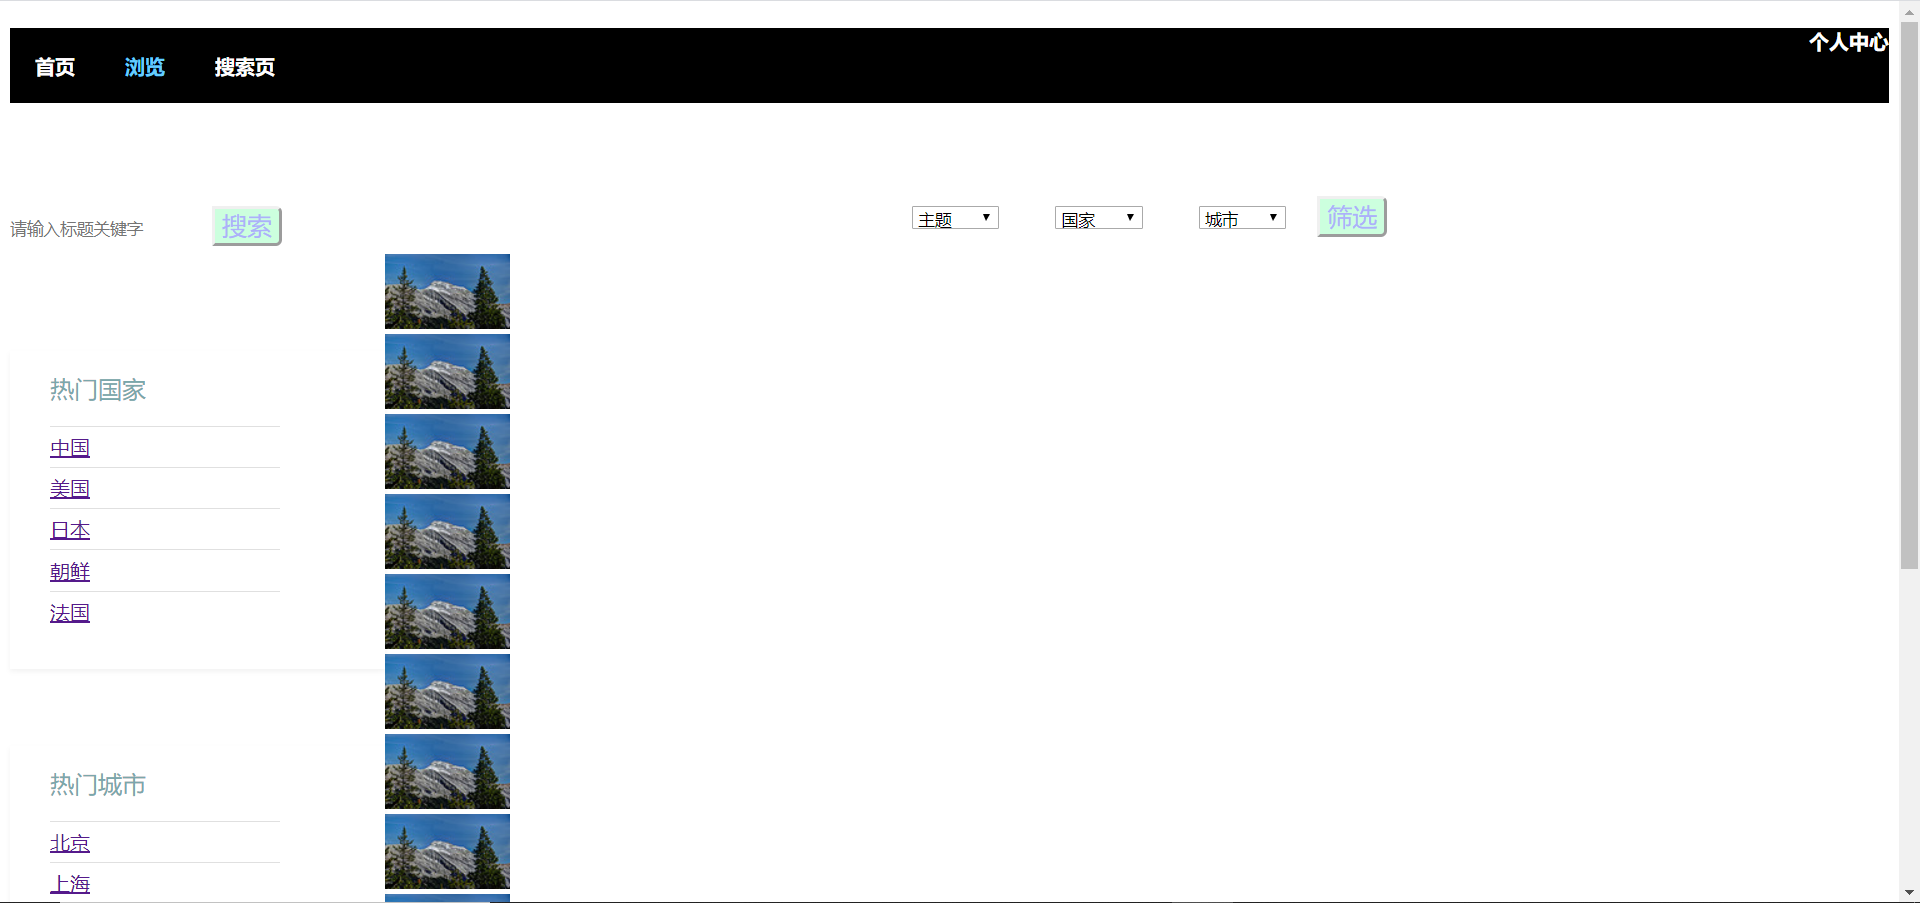 首页 浏览 搜索页 个人中心
请输入标题关键字 搜索 主题 国家 城市 筛选
热门国家
中国
美国
日本
朝鲜
法国
热门城市
北京
上海